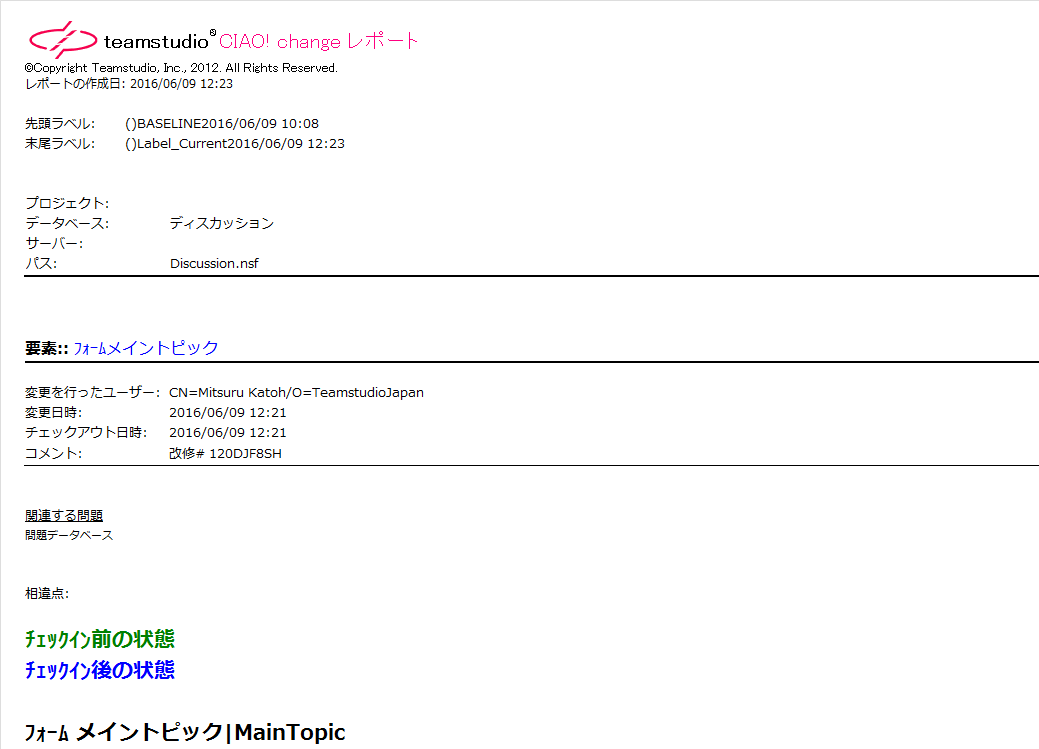 teamstudio® CIAO! change レポート
©Copyright Teamstudio, Inc., 2012. All Rights Reserved.
レポートの作成日: 2016/06/09 12:23
先頭ラベル: ()BASELINE2016/06/09 10:08
末尾ラベル: ()Label_Current2016/06/09 12:23
プロジェクト:
データベース: ディスカッション
サーバー:
パス: Discussion.nsf
要素:: ﾌｫｰﾑメイントピック
変更を行ったユーザー: CN=Mitsuru Katoh/O=TeamstudioJapan
変更日時: 2016/06/09 12:21
チェックアウト日時: 2016/06/09 12:21
コメント: 改修# 120DJF8SH
関連する問題
問題データベース
相違点:
ﾁｪｯｸｲﾝ前の状態
ﾁｪｯｸｲﾝ後の状態
ﾌｫｰﾑ メイントピック|MainTopic